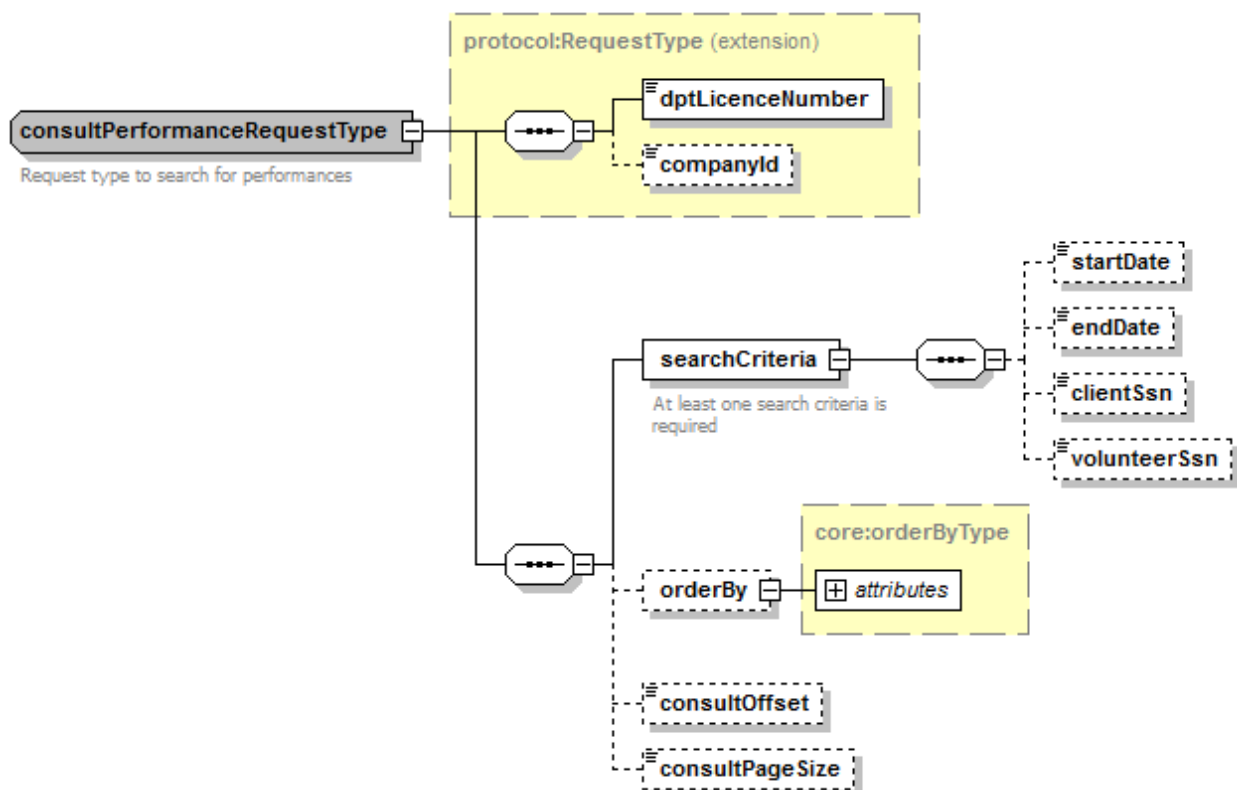 protocol:RequestType (extension)
dptLicenceNumber
consultPerformanceRequestType
companyId
Request type to search for performances
startDate
endDate
searchCriteria
clientSsn
At least one search criteria is
required
volunteerSsn
core:orderByType
orderBy
attributes
consultOffset
consultPageSize